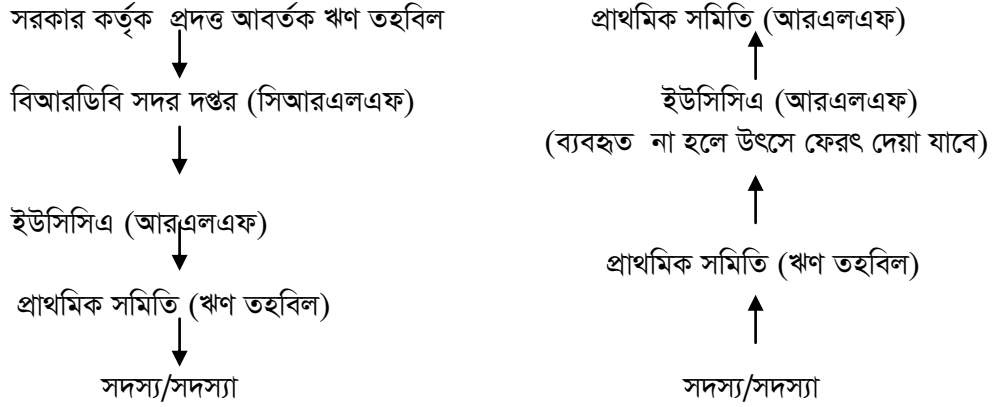 সরকার কর্তৃক প্রদত্ত আবর্তক ঋণ তহবিল
বিআরডিবি সদর দপ্তর (সিআরএলএফ)
ইউসিসিএ (আরএলএফ)
প্রাথমিক সমিতি (ঋণ তহবিল)
সদস্য/সদস্যা
প্রাথমিক সমিতি (আরএলএফ)
ইউসিসিএ (আরএলএফ)
(ব্যবহৃত না হলে উৎসে ফেরৎ দেয়া যাবে)
প্রাথমিক সমিতি (ঋণ তহবিল)
সদস্য/সদস্যা